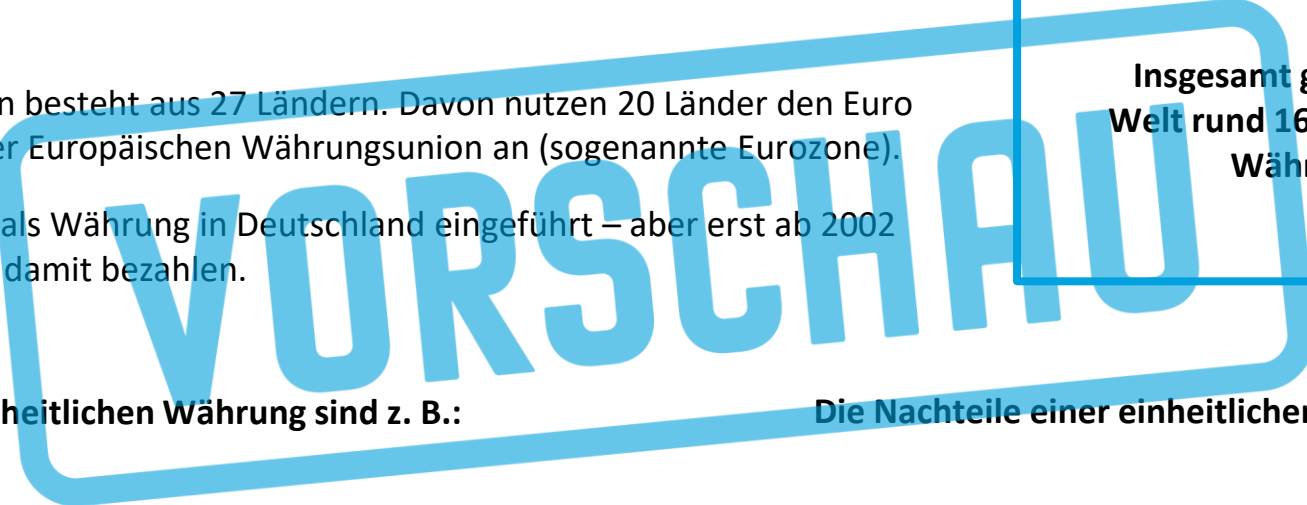 n besteht aus 27 Ländern. Davon nutzen 20 Länder den Euro
er Europäischen Währungsunion an (sogenannte Eurozone).
als Währung in Deutschland eingeführt – aber erst ab 2002
damit bezahlen.
Insgesamt g
Welt rund 16
Währ
VORSCHAU
heitlichen Währung sind z. B.:
Die Nachteile einer einheitlichen